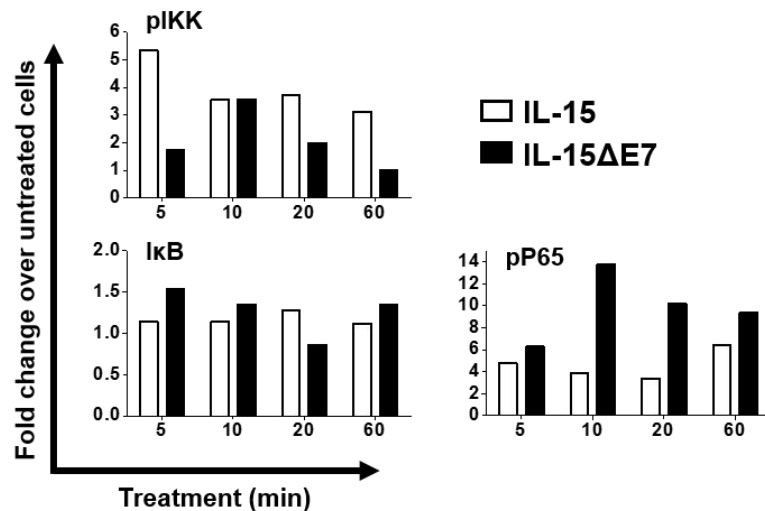 pIKK
6
5
4
3
2
1
0
5 10 20 60
IL-15
IL-15ΔE7
IκB
2.0
1.5
1.0
0.5
0.0
5 10 20 60
pP65
14
12
10
8
6
4
2
0
5 10 20 60
Fold change over untreated cells
Treatment (min)